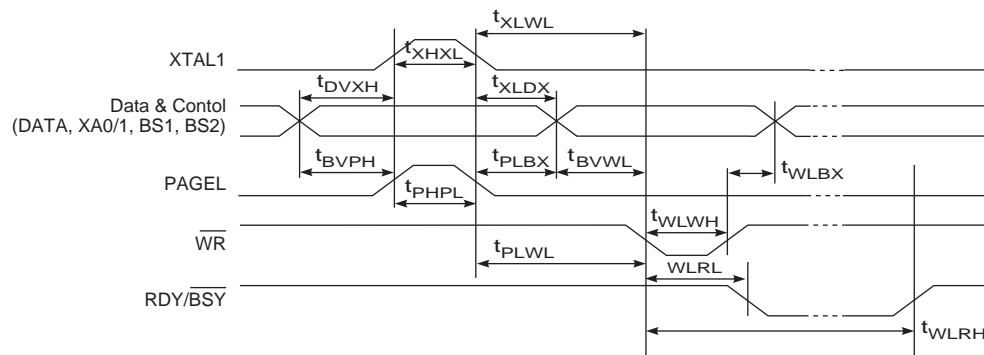 tXLWL
XTAL1
tXHXL
tDVXH
tXLDX
Data & Contol
(DATA, XA0/1, BS1, BS2)
tBVPH
tPLBX
tBVWL
tWLBX
PAGEL
tPHPL
tWLWH
WR
tPLWL
WLRL
RDY/BSY
tWLRH